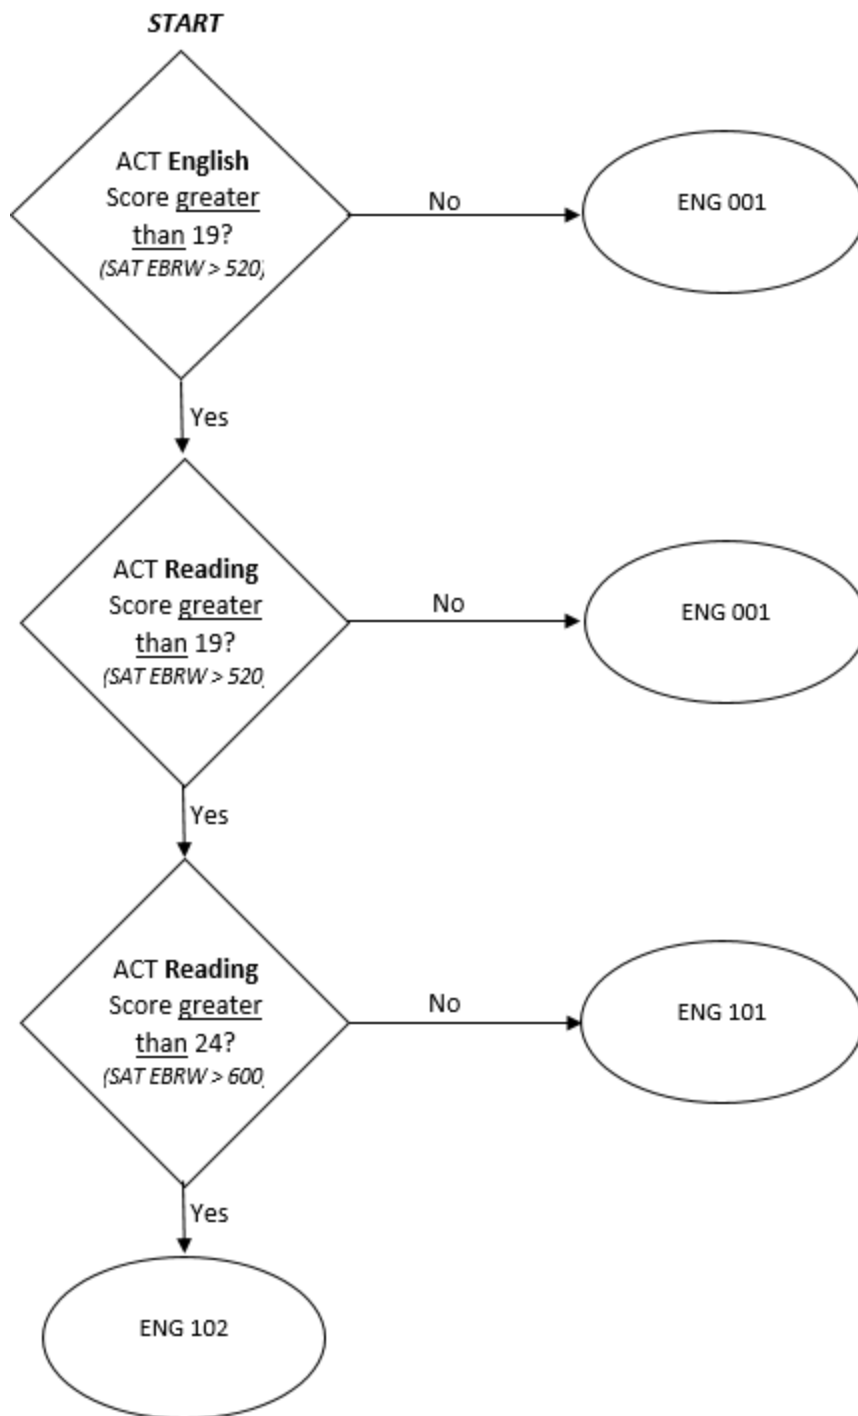 START
ACT English
Score greater
than 19?
(SAT EBRW > 520)
No
ENG 001
Yes
ACT Reading
Score greater
than 19?
(SAT EBRW > 520)
No
ENG 001
Yes
ACT Reading
Score greater
than 24?
(SAT EBRW > 600)
No
ENG 101
Yes
ENG 102